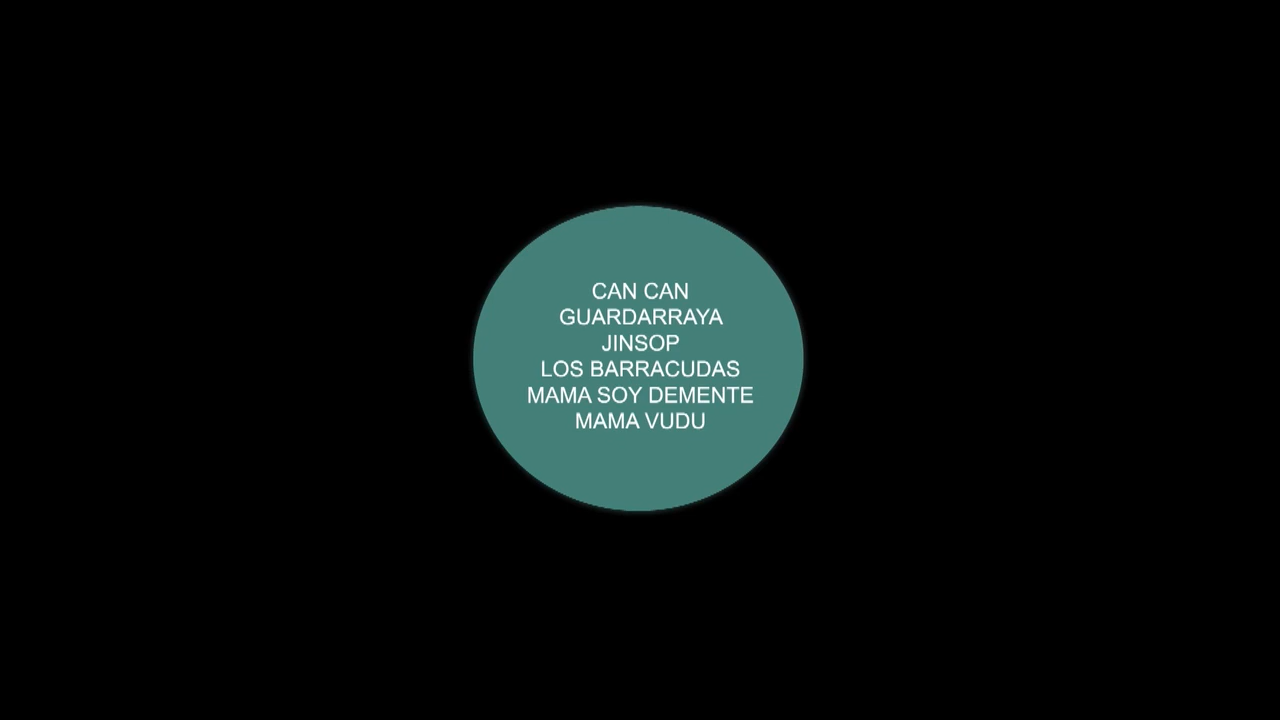 CAN CAN
GUARDARRAYA
JINSOP
LOS BARRACUDAS
MAMA SOY DEMENTE
MAMA VUDU